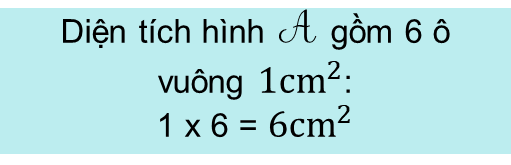 Diện tích hình 𝒜 gồm 6 ô
vuông 1cm²:
1 x 6 = 6cm²